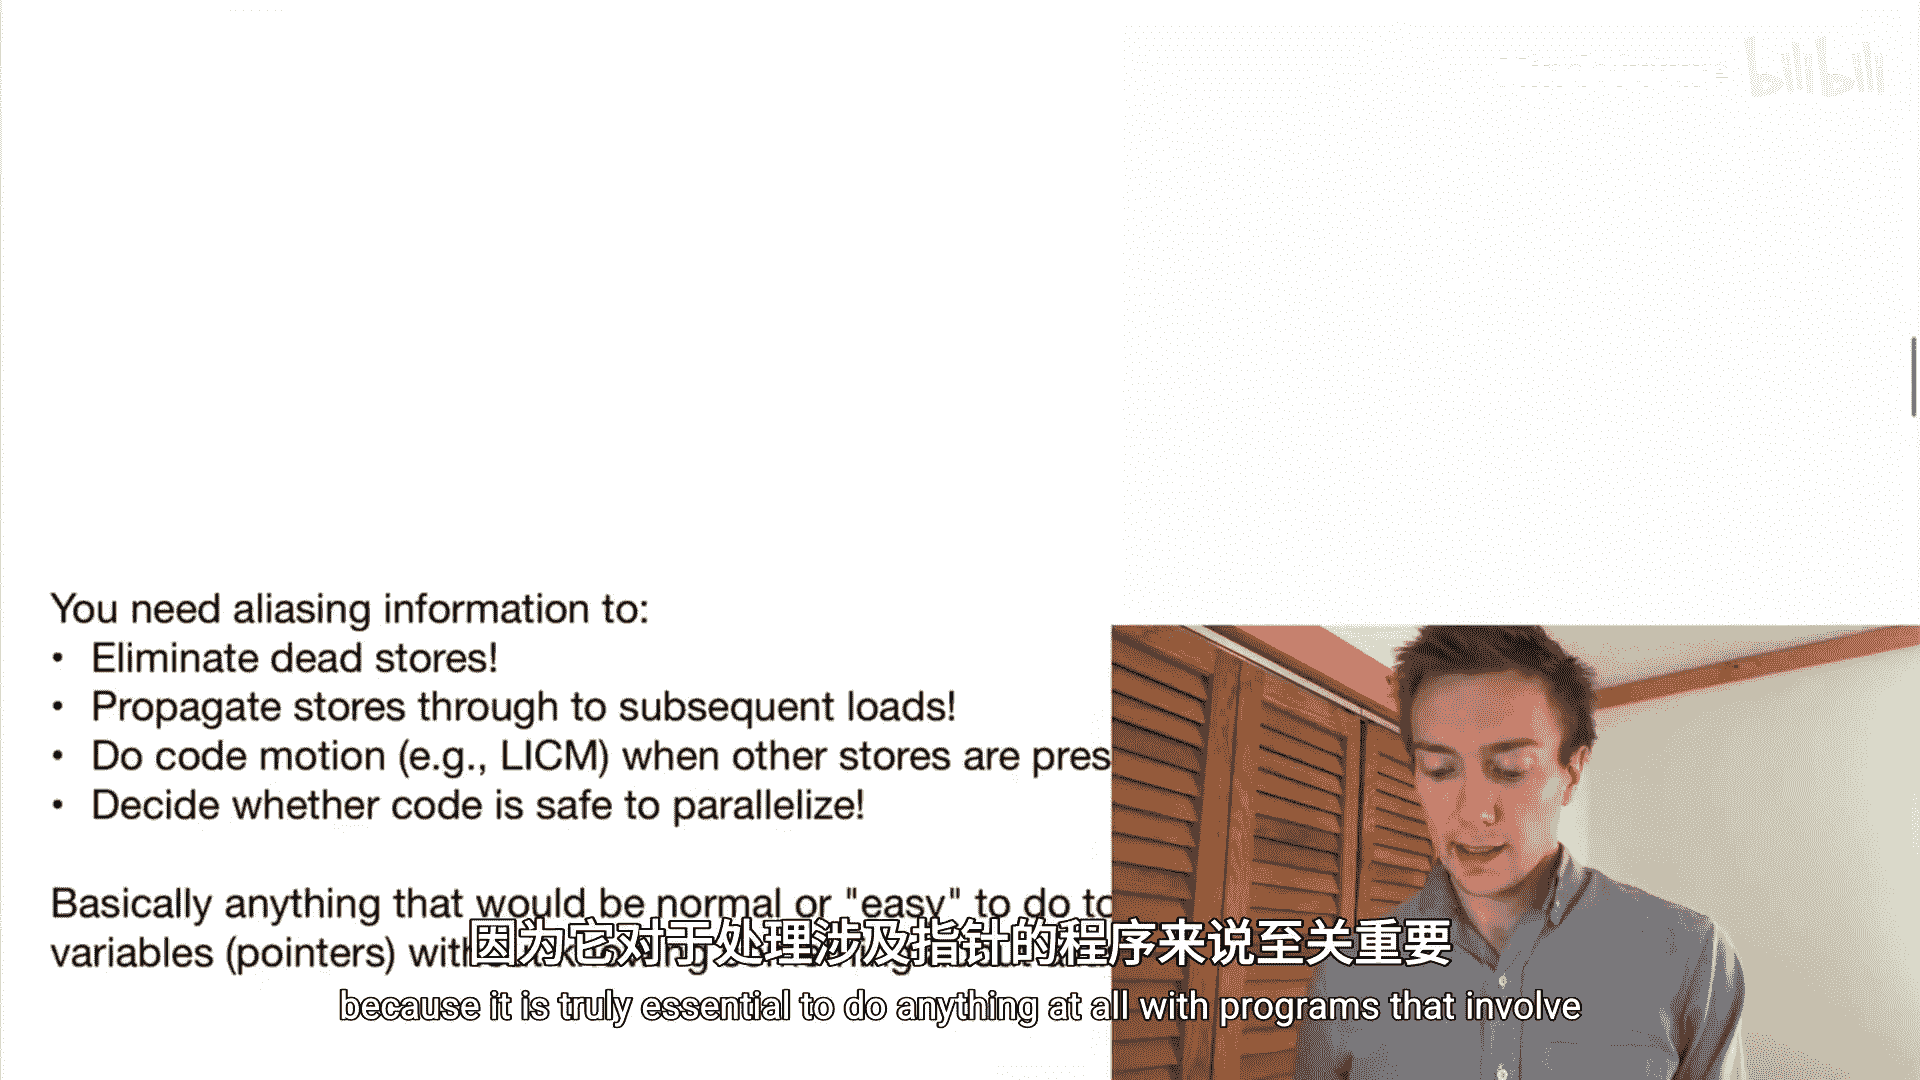 bilibili
You need aliasing information to:
• Eliminate dead stores!
• Propagate stores through to subsequent loads!
• Do code motion (e.g., LICM) when other stores are pres
• Decide whether code is safe to parallelize!
Basically anything that would be normal or "easy" to do to
variables (pointers)
因为它对于处理涉及指针的程序来说至关重要
because it is truly essential to do anything at all with programs that involve